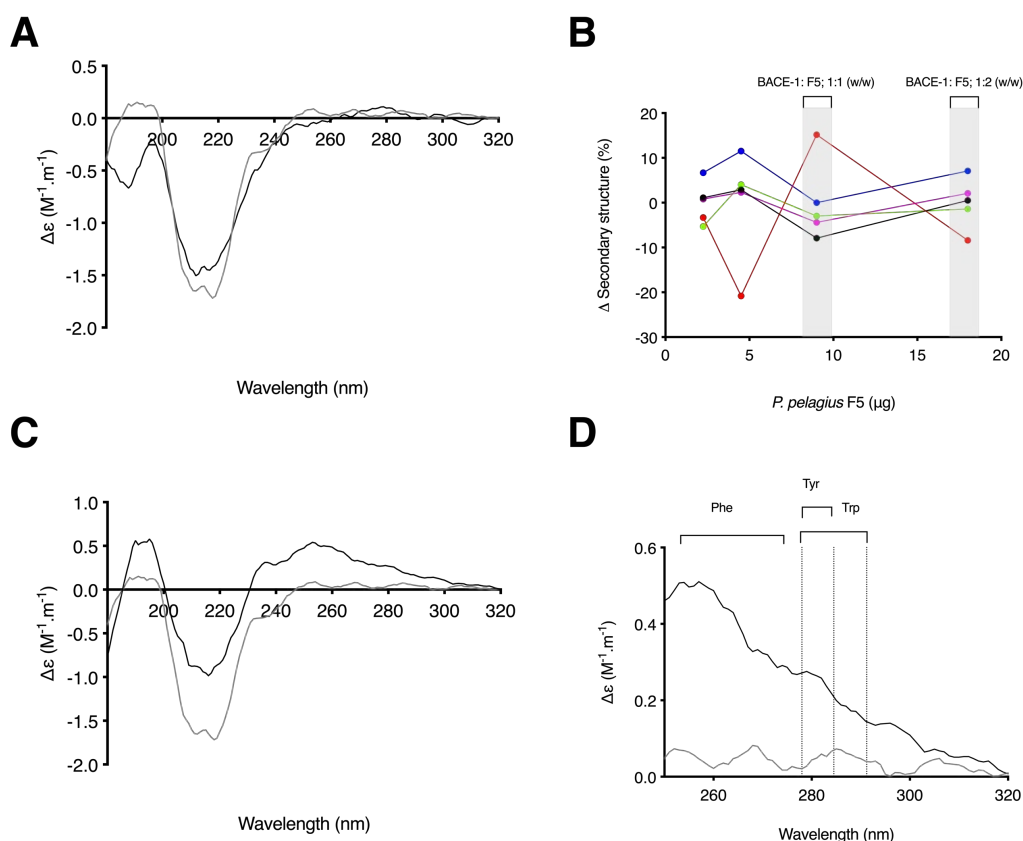 A
0.5
0.0
-0.5
-1.0
-1.5
-2.0
200 220 240 260 280 300 320
Δε (M-1.m-1)
Wavelength (nm)
B
BACE-1: F5; 1:1 (w/w) BACE-1: F5; 1:2 (w/w)
20
10
0
-10
-20
-30
0 5 10 15 20
Δ Secondary structure (%)
P. pelagius F5 (μg)
C
1.0
0.5
0.0
-0.5
-1.0
-1.5
-2.0
200 220 240 260 280 300 320
Δε (M-1.m-1)
Wavelength (nm)
D
Tyr
Phe Trp
0.6
0.4
0.2
0.0
260 280 300 320
Δε (M-1.m-1)
Wavelength (nm)